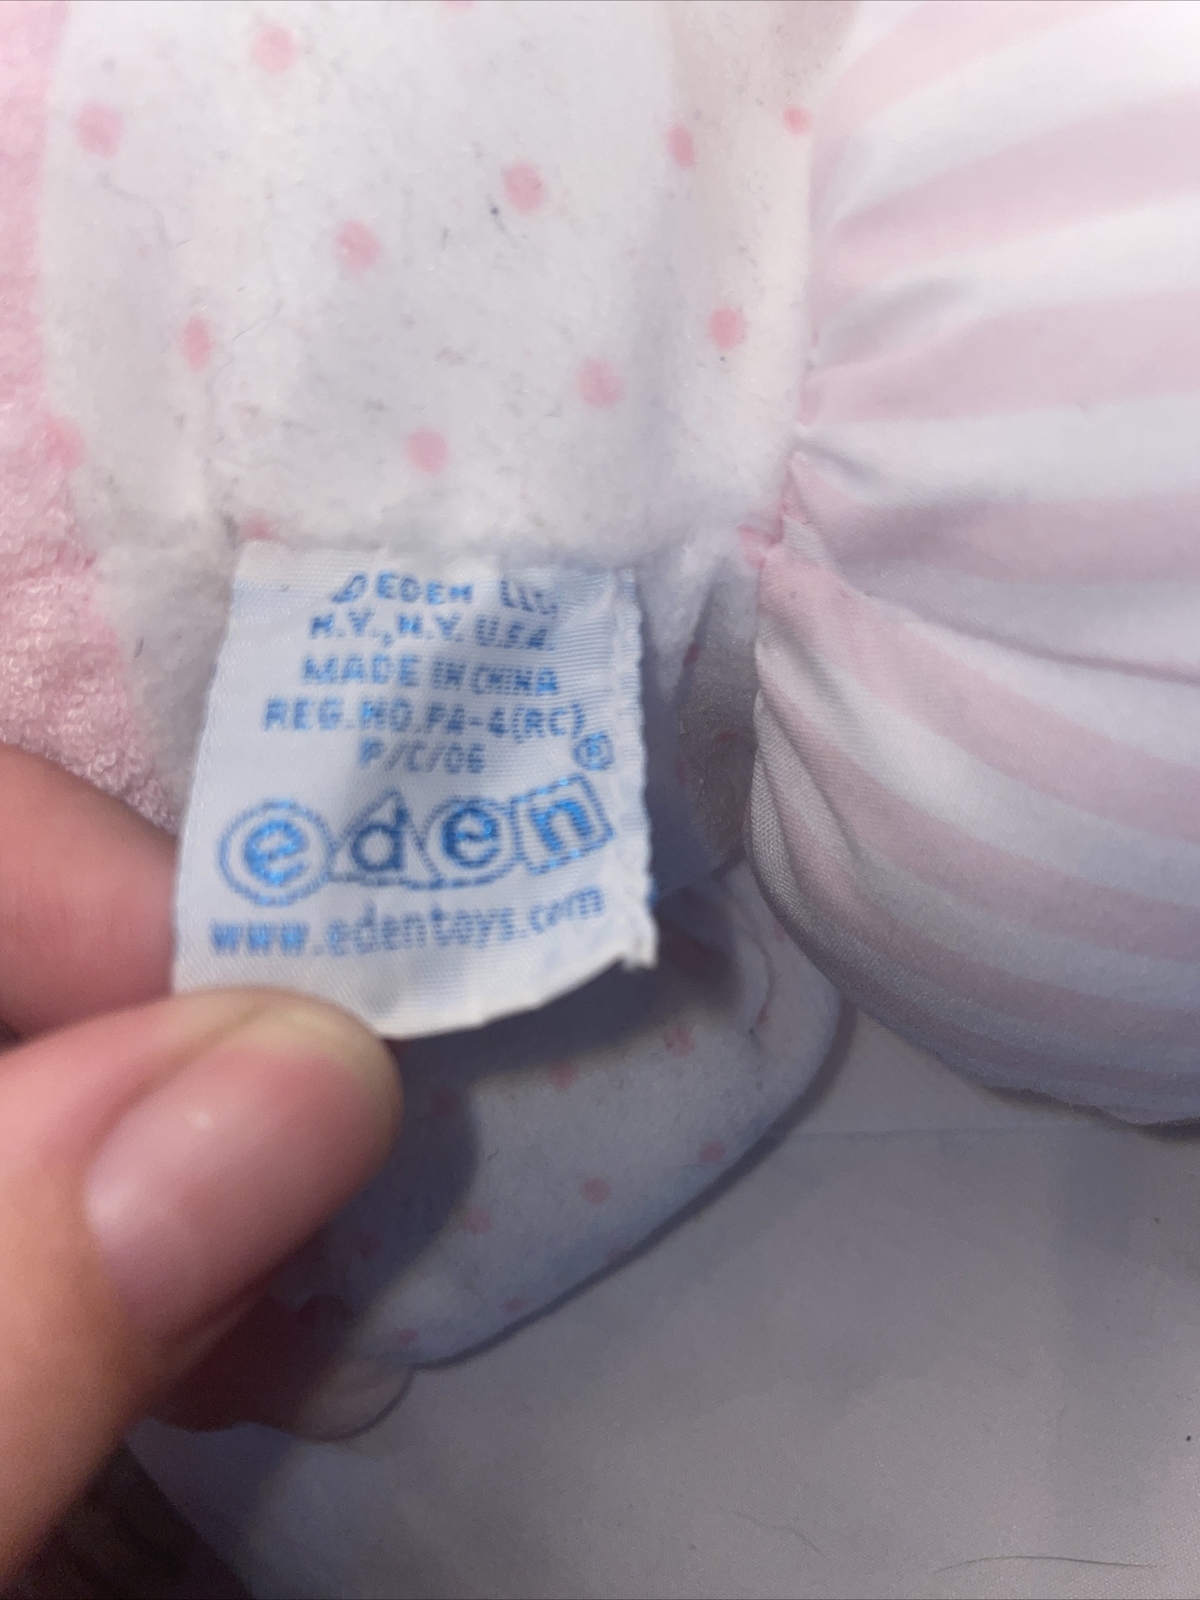 © EDEN LLC
N.Y., N.Y. U.S.A.
MADE IN CHINA
REG.NO.PA-4(RC)
P/C/06
eden®
www.edentoys.com